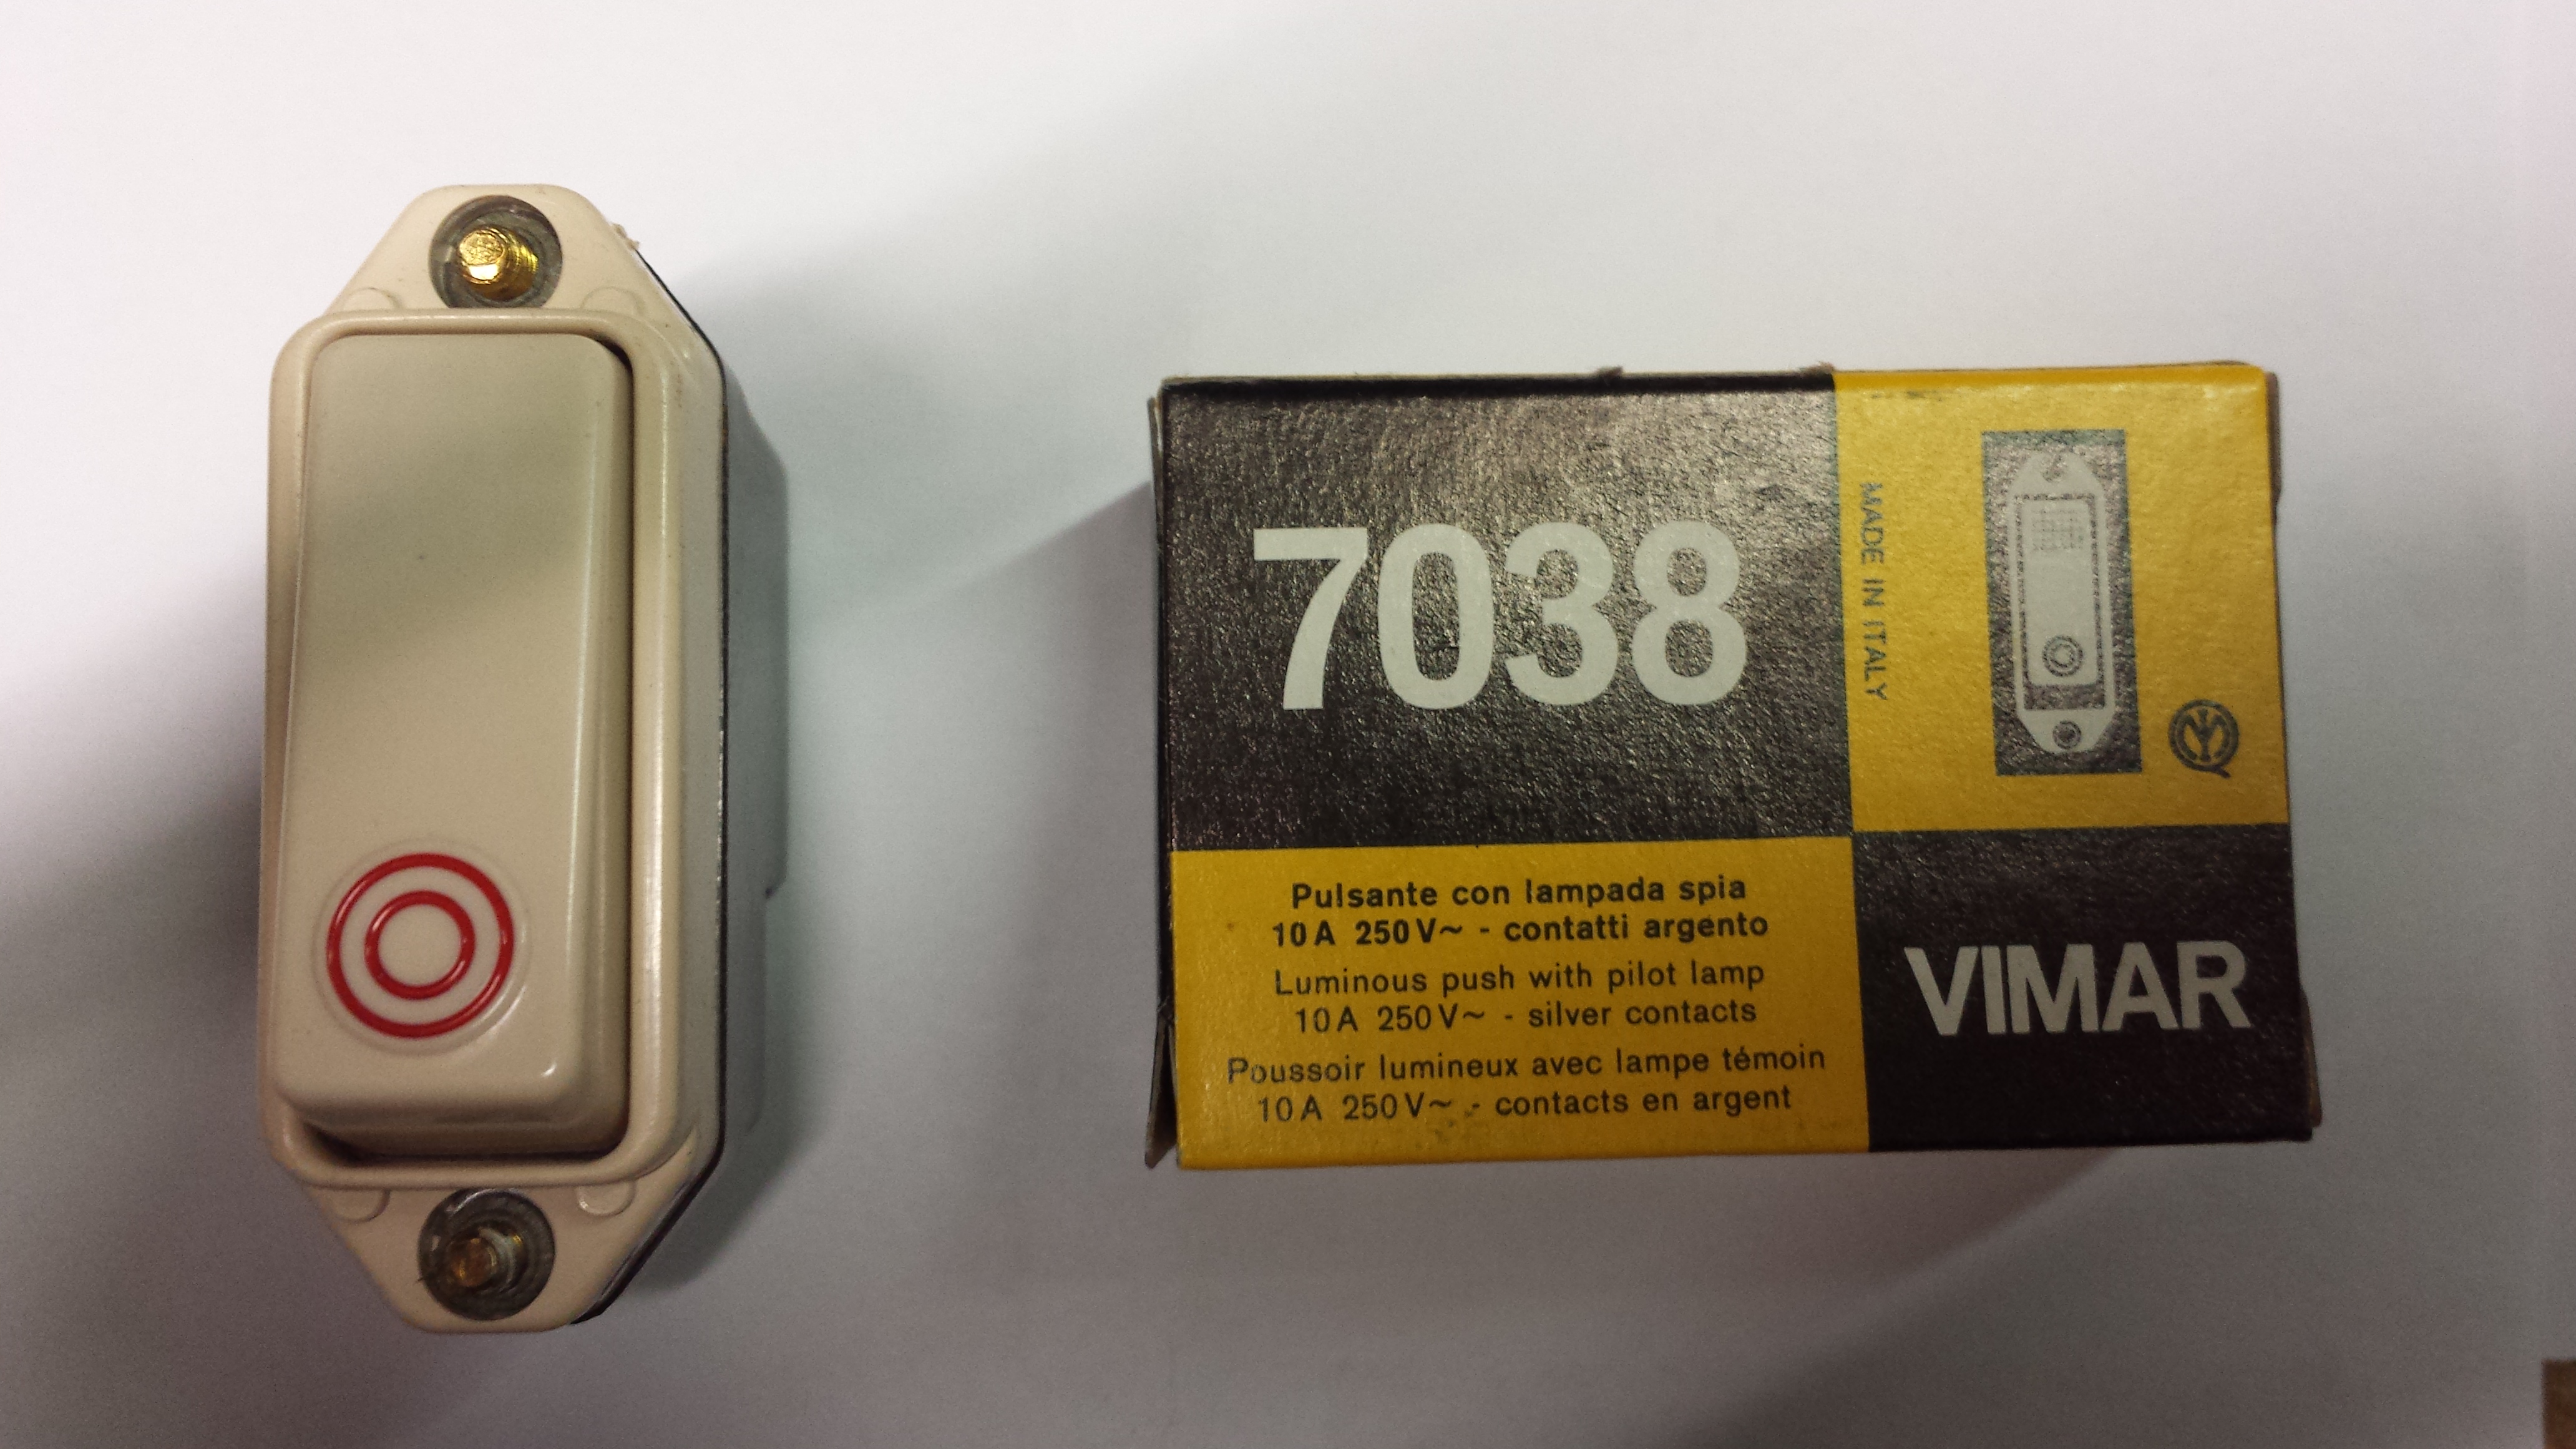 7038
MADE IN ITALY
Pulsante con lampada spia
10 A 250 V~ - contatti argento
Luminous push with pilot lamp
10 A 250 V~ - silver contacts
Poussoir lumineux avec lampe témoin
10 A 250 V~ - contacts en argent
VIMAR